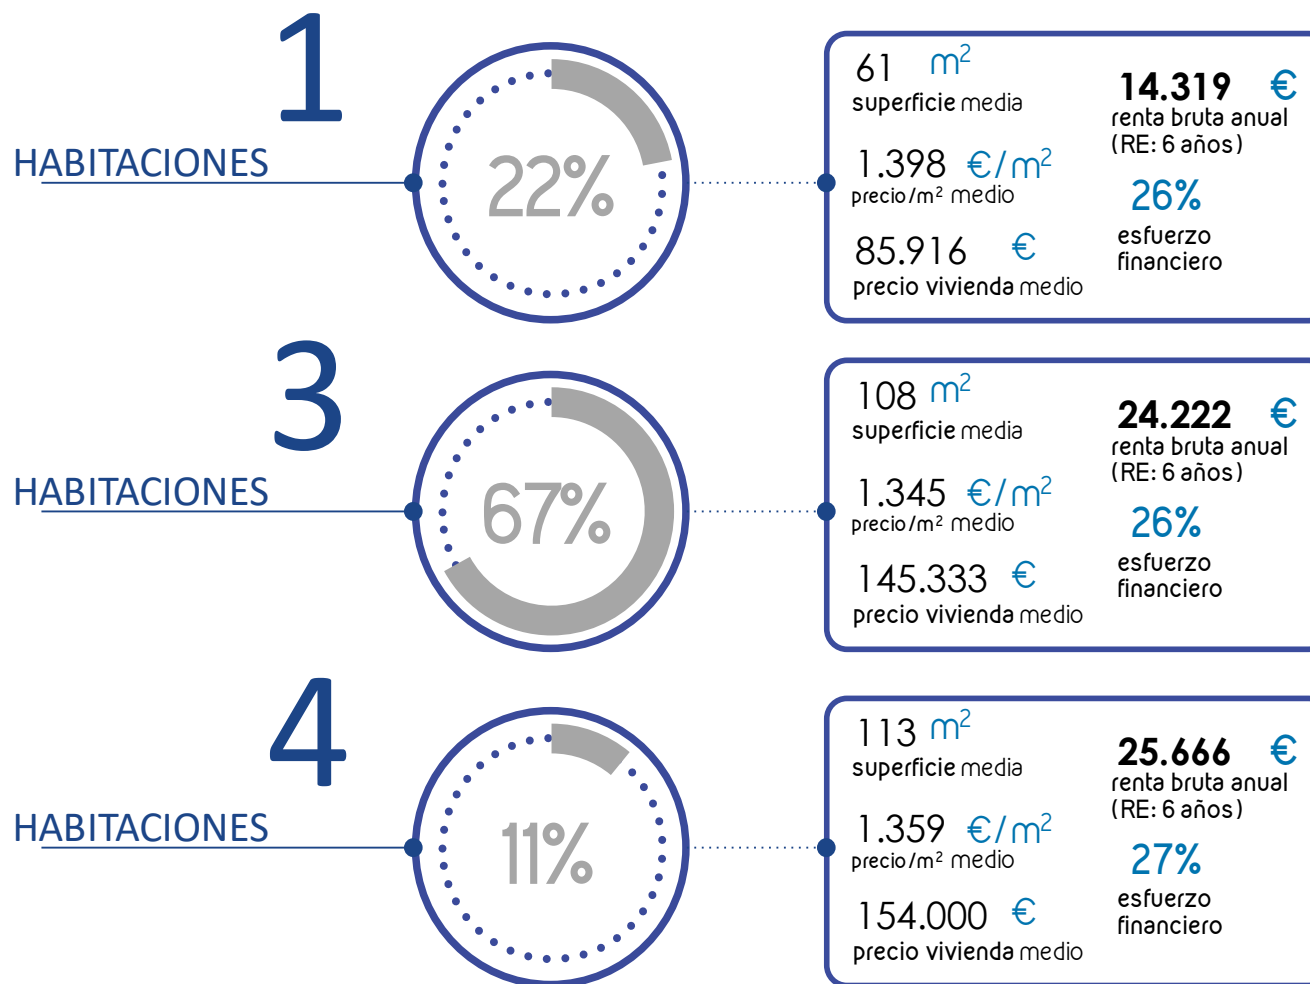 1
HABITACIONES
22%
61 m²
superficie media
1.398 €/m²
precio/m² medio
85.916 €
precio vivienda medio
14.319 €
renta bruta anual
(RE: 6 años)
26%
esfuerzo
financiero
3
HABITACIONES
67%
108 m²
superficie media
1.345 €/m²
precio/m² medio
145.333 €
precio vivienda medio
24.222 €
renta bruta anual
(RE: 6 años)
26%
esfuerzo
financiero
4
HABITACIONES
11%
113 m²
superficie media
1.359 €/m²
precio/m² medio
154.000 €
precio vivienda medio
25.666 €
renta bruta anual
(RE: 6 años)
27%
esfuerzo
financiero